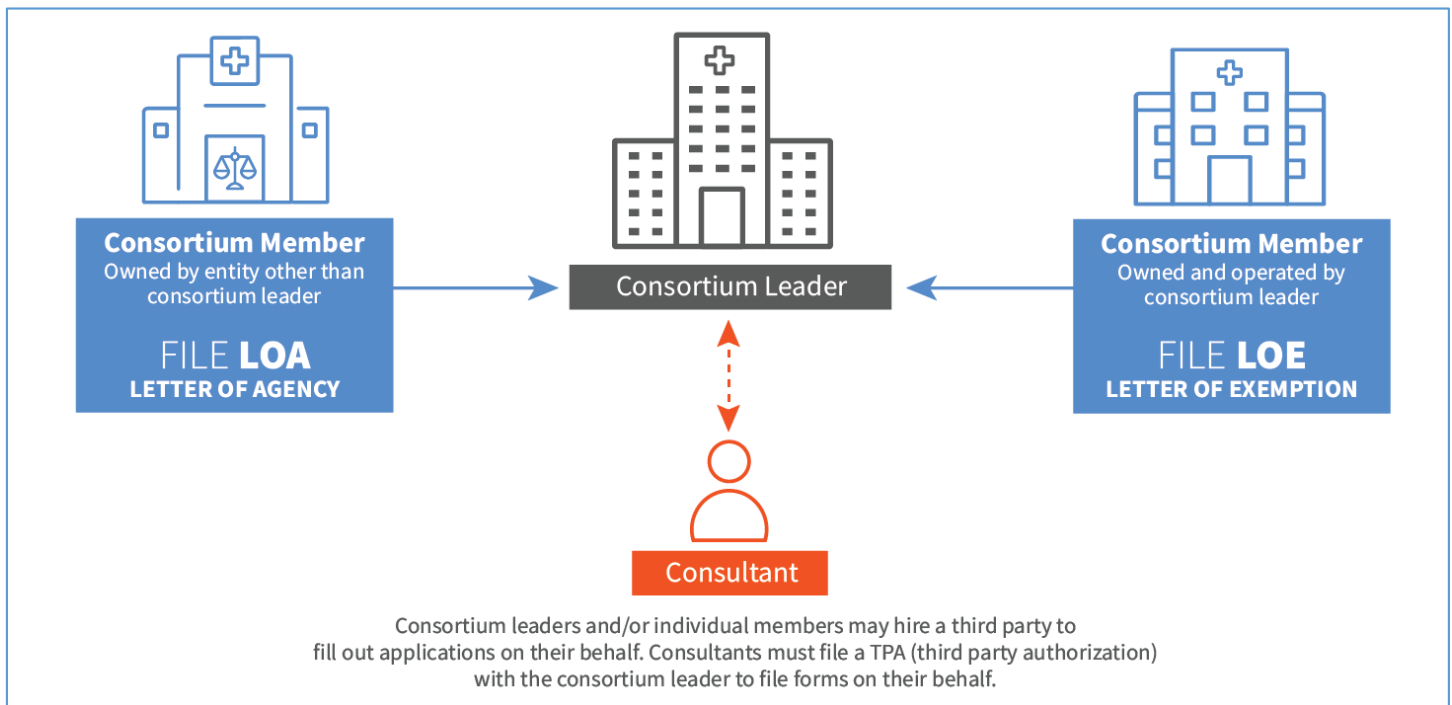 Consortium Member
Owned by entity other than
consortium leader
FILE LOA
LETTER OF AGENCY
Consortium Leader
Consortium Member
Owned and operated by
consortium leader
FILE LOE
LETTER OF EXEMPTION
Consultant
Consortium leaders and/or individual members may hire a third party to
fill out applications on their behalf. Consultants must file a TPA (third party authorization)
with the consortium leader to file forms on their behalf.